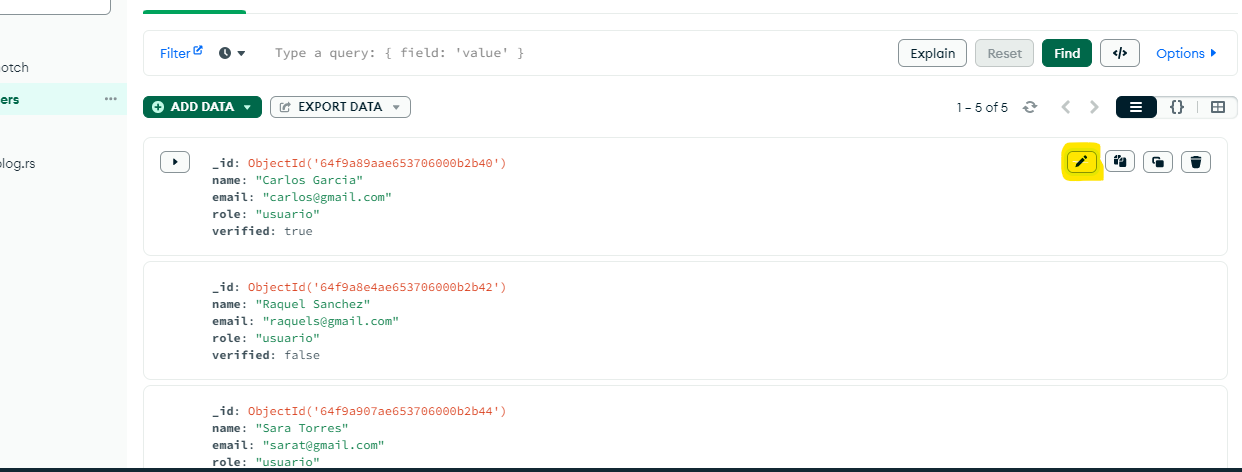 Filter
Type a query: { field: 'value' }
Explain
Reset
Find
</>
Options
otch
ers
log.rs
ADD DATA
EXPORT DATA
1 – 5 of 5
{}
_id: ObjectId('64f9a89aae653706000b2b40')
name: "Carlos Garcia"
email: "carlos@gmail.com"
role: "usuario"
verified: true
_id: ObjectId('64f9a8e4ae653706000b2b42')
name: "Raquel Sanchez"
email: "raquels@gmail.com"
role: "usuario"
verified: false
_id: ObjectId('64f9a907ae653706000b2b44')
name: "Sara Torres"
email: "sarat@gmail.com"
role: "usuario"